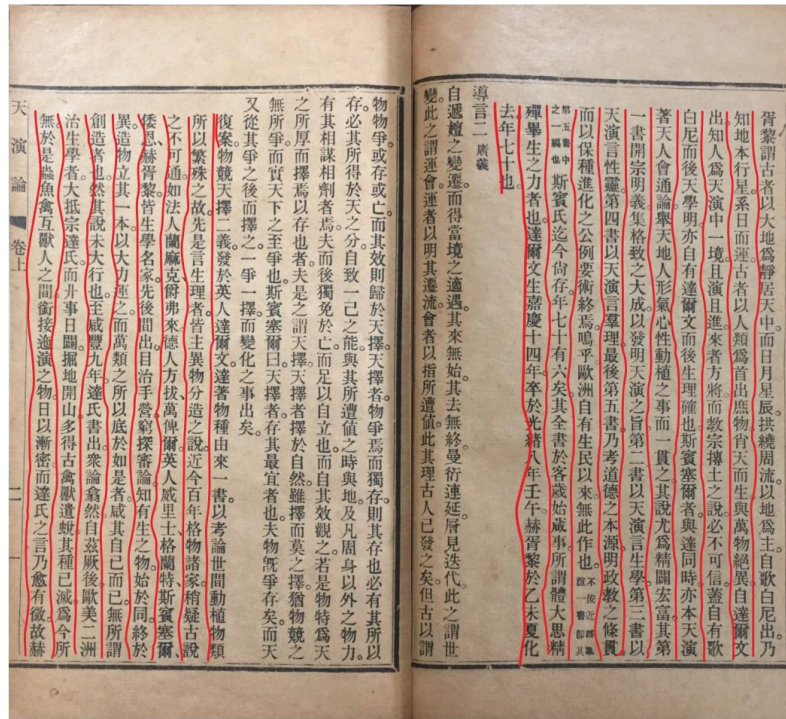 胥黎謂古者以大地爲靜居天中。而日月星辰拱繞周流。以地爲主。自歌白尼出。乃
知地本行星系日而運。古者以人類爲首出庶物。肖天而生。與萬物絕異。自達爾文
出。知人爲天演中一境。且演且進。來者方將。而教宗摶土之說。必不可信。蓋自有歌
白尼而後天學明。亦自有達爾文而後生理確也。斯賓塞爾者。與達同時。亦本天演
著天人會通論。舉天地人形氣心性動植之事而一貫之。其說尤爲精闢宏富。其第
一書開宗明義。集格致之大成。以發明天演之旨。第二書以天演言生學。第三書以
天演言性靈。第四書以天演言羣理。最後第五書。乃考道德之本源。明政教之條貫。
而以保種進化之公例要術終焉。嗚乎。歐洲自有生民以來。無此作也。不佞近繙羣誼一書卽其
第五書中之一編也 斯賓氏迄今尙存。年七十有六矣。其全書於客歲始蕆事。所謂體大思精
殫畢生之力者也。達爾文生嘉慶十四年。卒於光緒八年壬午。赫胥黎於乙未夏化
去。年七十也。
導言二 廣義
自遞嬗之變遷。而得當境之適遇。其來無始。其去無終。曼衍連延。層見迭代。此之謂世
變。此之謂運會。運者以明其遷流。會者以指所遭值。此其理古人已發之矣。但古以謂
物物爭。或存或亡。而其效則歸於天擇。天擇者。物爭焉而獨存。則其存也。必有其所以
存。必其所得於天之分。自致一己之能。與其所遭值之時與地。及凡周身以外之物力。
有其相謀相劑者焉。夫而後獨免於亡。而足以自立也。而自其效觀之。若是物特爲天
之所厚而擇焉以存也者。夫是之謂天擇。天擇者。擇於自然。雖擇而莫之擇。猶物競之
無所爭。而實天下之至爭也。斯賓塞爾曰。天擇者。存其最宜者也。夫物旣爭存矣。而天
又從其爭之後而擇之。一爭一擇。而變化之事出矣。
復案。物競天擇二義。發於英人達爾文。達著物種由來一書。以考論世間動植物類
所以繁殊之故。先是言生理者。皆主異物分造之說。近今百年格物諸家。稍疑古說
之不可通。如法人蘭麻克、爵弗來、德人方拔、萬俾爾、英人威里士、格蘭特、斯賓塞爾、
倭恩、赫胥黎、皆生學名家。先後間出。目治手營。窮探審論。知有生之物。始於同。終於
異。造物立其一本。以大力運之。而萬類之所以底於如是者。咸其自己而已。無所謂
創造者也。然其說未大行也。至咸豐九年。達氏書出。衆論翕然。自茲厥後。歐美二洲
治生學者。大抵宗達氏。而非事日闢。掘地開山。多得古禽獸遺蛻。其種已滅。爲今所
無。於是蟲魚禽互獸人之間。銜接迤演之物。日以漸密。而達氏之言乃愈有徵。故赫
天演論 卷上 二